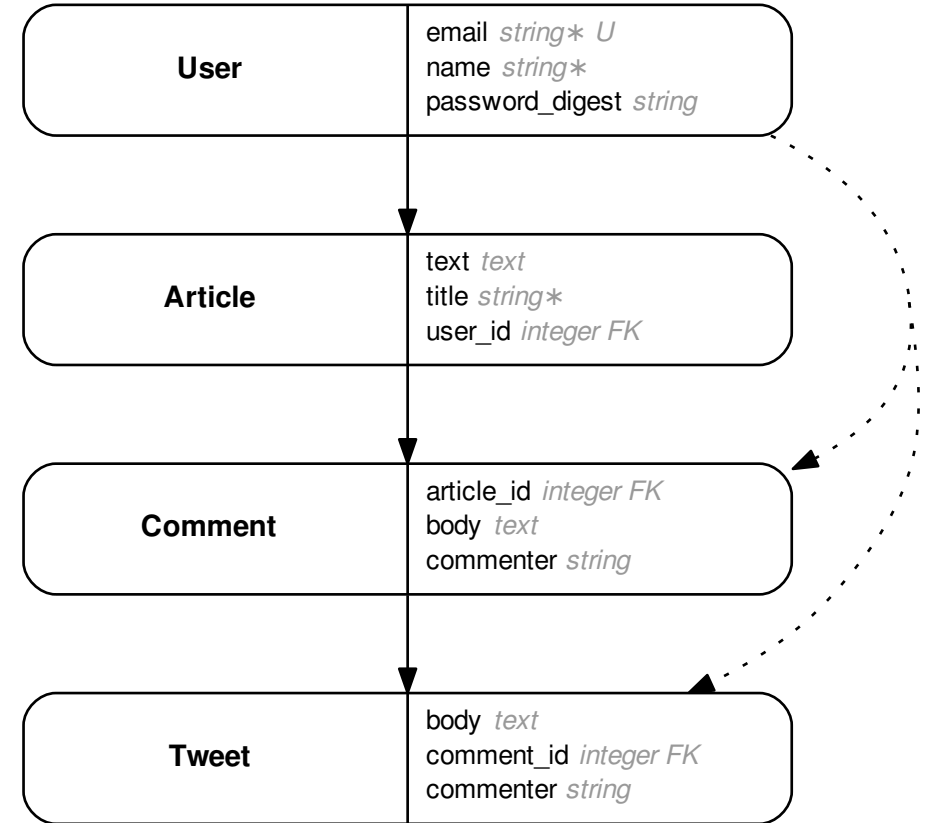 User
email string∗ U
name string∗
password_digest string
Article
text text
title string∗
user_id integer FK
Comment
article_id integer FK
body text
commenter string
Tweet
body text
comment_id integer FK
commenter string